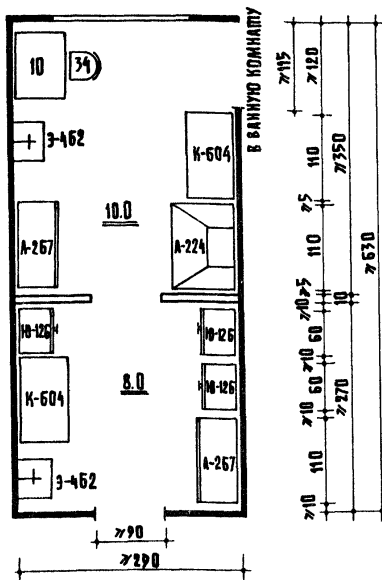 В ВАННУЮ КОМНАТУ
10
34
Э-462
К-604
10.0
А-267
А-224
Ю-126
Ю-126
К-604
8.0
Ю-126
Э-462
А-267
⩾90
⩾290
⩾115
⩾120
110
⩾350
⩾5
110
⩾630
⩾5
⩾10
10
60
⩾10
60
⩾270
⩾10
110
⩾10